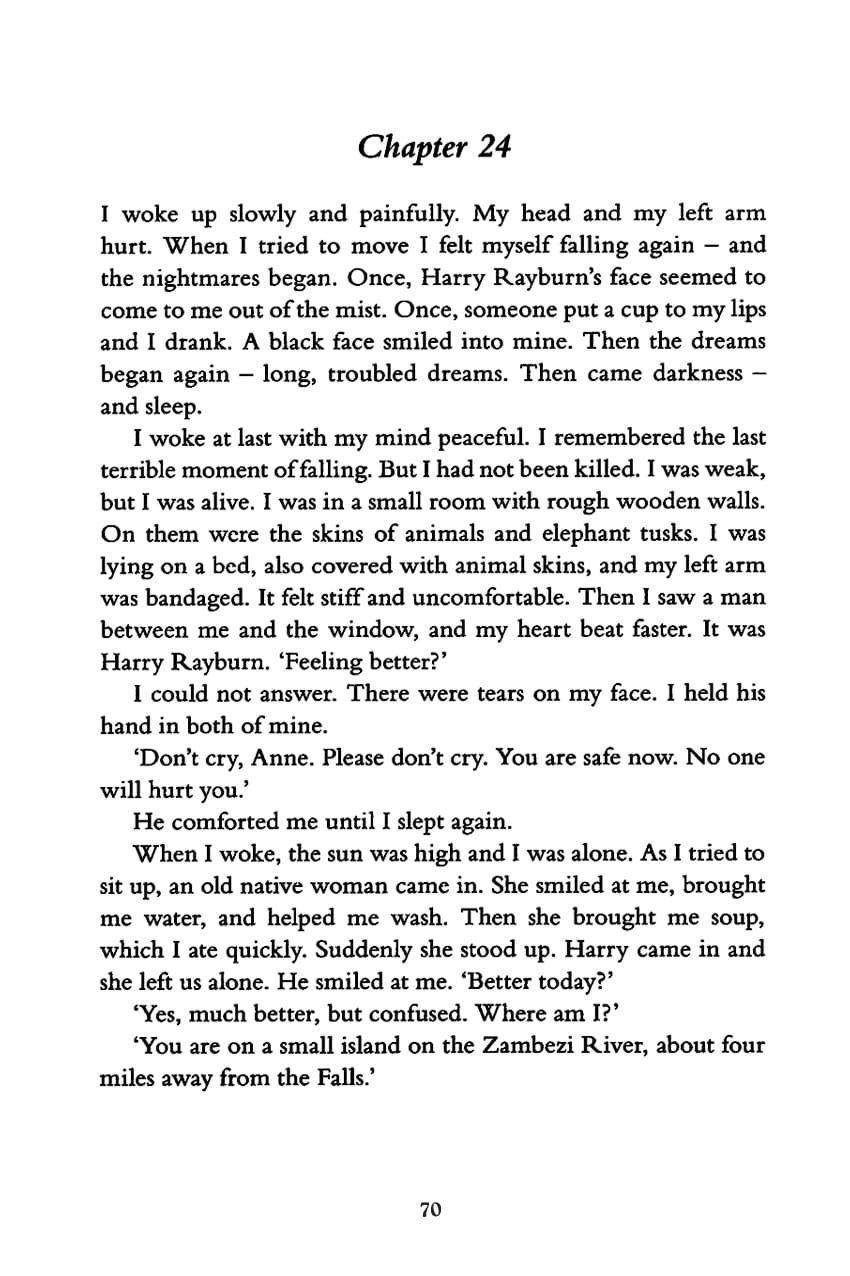 Chapter 24
I woke up slowly and painfully. My head and my left arm
hurt. When I tried to move I felt myself falling again – and
the nightmares began. Once, Harry Rayburn’s face seemed to
come to me out of the mist. Once, someone put a cup to my lips
and I drank. A black face smiled into mine. Then the dreams
began again – long, troubled dreams. Then came darkness –
and sleep.
I woke at last with my mind peaceful. I remembered the last
terrible moment of falling. But I had not been killed. I was weak,
but I was alive. I was in a small room with rough wooden walls.
On them were the skins of animals and elephant tusks. I was
lying on a bed, also covered with animal skins, and my left arm
was bandaged. It felt stiff and uncomfortable. Then I saw a man
between me and the window, and my heart beat faster. It was
Harry Rayburn. ‘Feeling better?’
I could not answer. There were tears on my face. I held his
hand in both of mine.
‘Don’t cry, Anne. Please don’t cry. You are safe now. No one
will hurt you.’
He comforted me until I slept again.
When I woke, the sun was high and I was alone. As I tried to
sit up, an old native woman came in. She smiled at me, brought
me water, and helped me wash. Then she brought me soup,
which I ate quickly. Suddenly she stood up. Harry came in and
she left us alone. He smiled at me. ‘Better today?’
‘Yes, much better, but confused. Where am I?’
‘You are on a small island on the Zambezi River, about four
miles away from the Falls.’
70